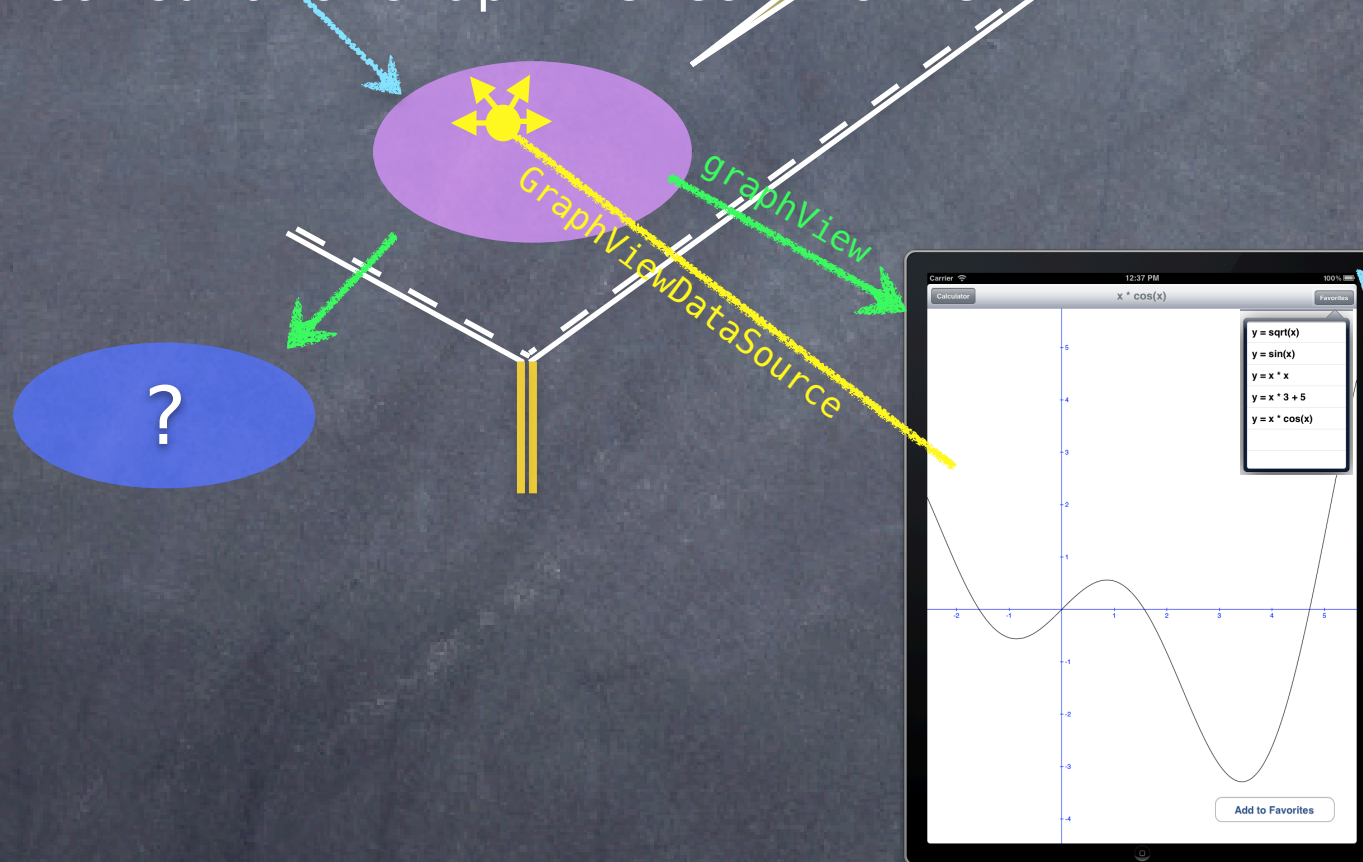 graphView
GraphViewDataSource
?
Carrier 12:37 PM 100%
Calculator x * cos(x) Favorites
y = sqrt(x)
y = sin(x)
y = x * x
y = x * 3 + 5
y = x * cos(x)
5
4
3
2
1
-2 -1 1 2 3 4 5
-1
-2
-3
-4
Add to Favorites